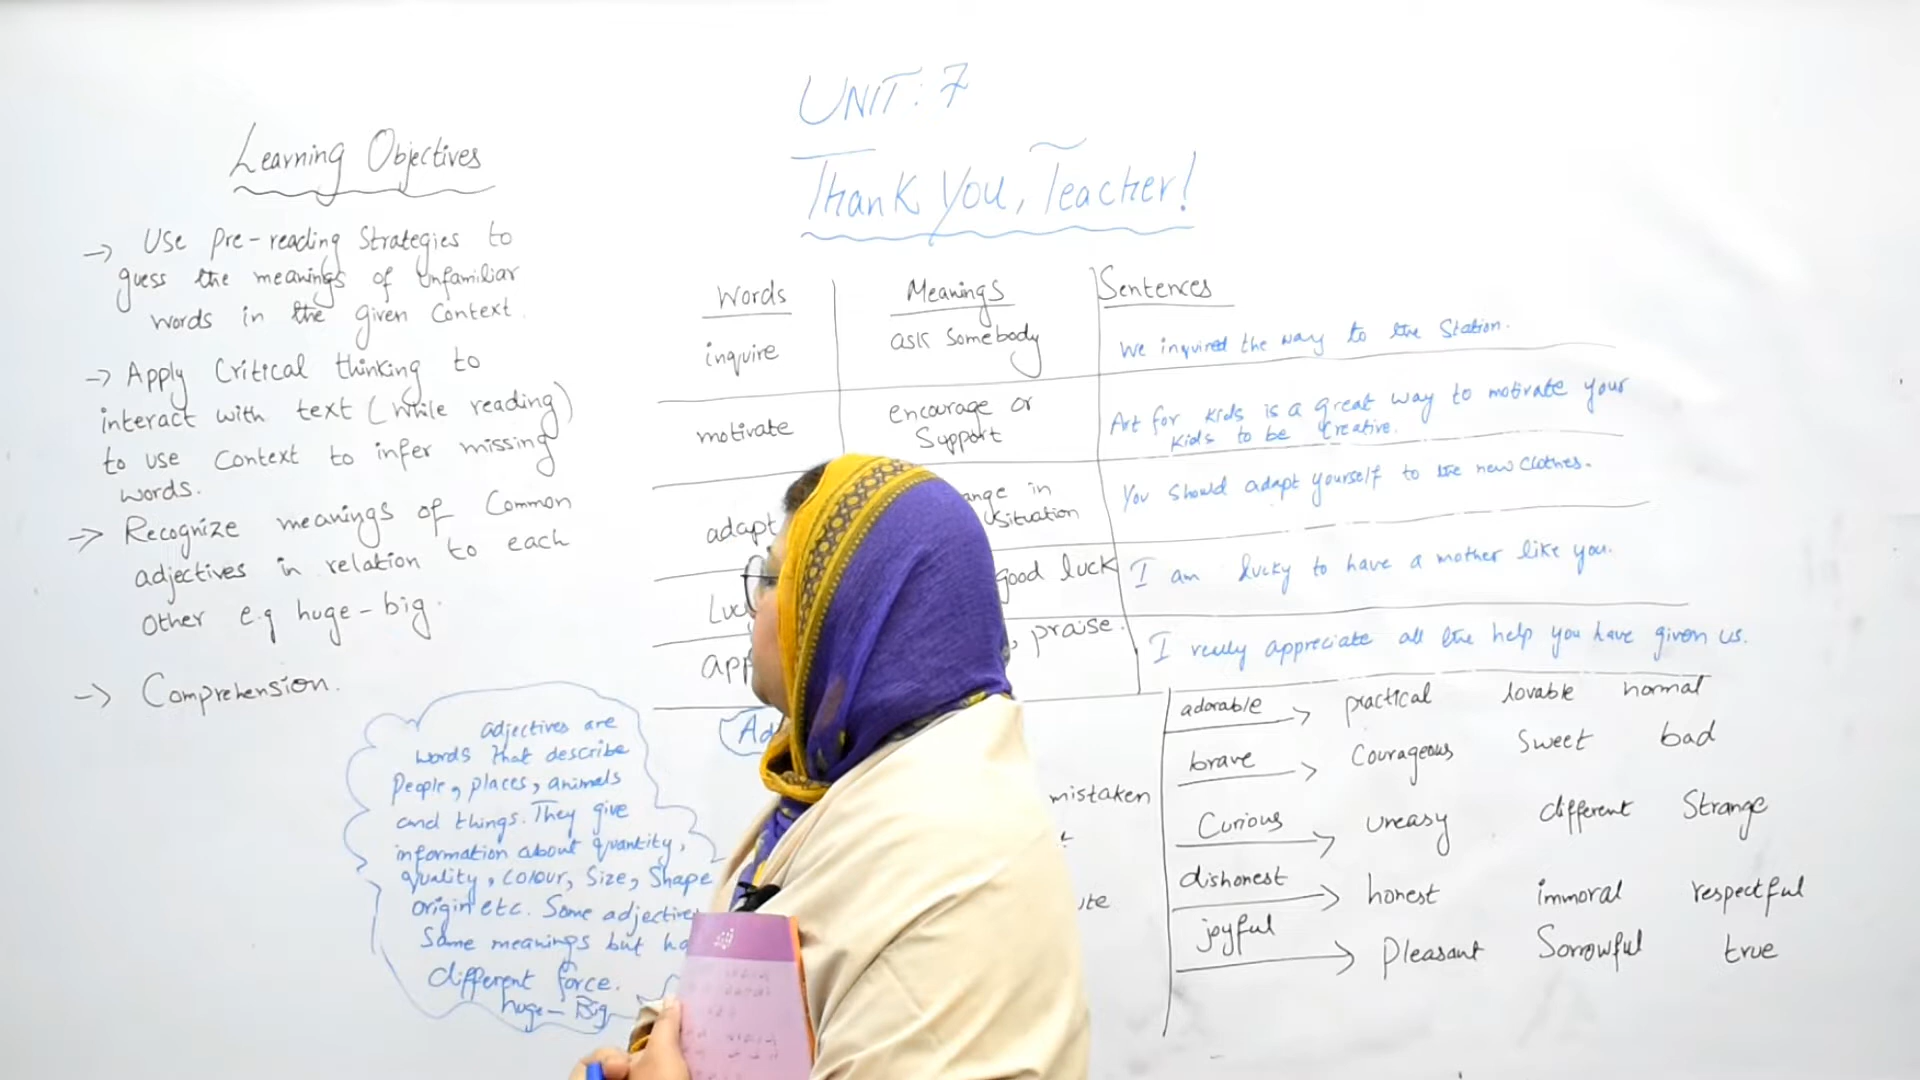 UNIT: 7
Thank You, Teacher!
Learning Objectives
→ Use Pre-reading Strategies to
guess the meanings of Unfamiliar
words in the given Context.
→ Apply Critical thinking to
interact with text (While reading)
to use Context to infer missing
words.
→ Recognize meanings of Common
adjectives in relation to each
other e.g huge-big.
→ Comprehension.
adjectives are
words that describe
People, places, animals
and things. They give
information about quantity,
quality, Colour, Size, Shape
origin etc. Some adjective
Same meanings but ha
different force.
huge - Big
Words Meanings Sentences
inquire ask Somebody We inquired the way to the Station.
motivate encourage or Support Art for Kids is a great way to motivate your
Kids to be Creative.
adapt in situation You Should adapt yourself to the new Clothes.
good luck I am lucky to have a mother like you.
praise. I really appreciate all the help you have given us.
mistaken
adorable → practical lovable normal
brave → Courageous Sweet bad
Curious → uneasy different Strange
dishonest → honest immoral respectful
joyful → Pleasant Sorrowful true